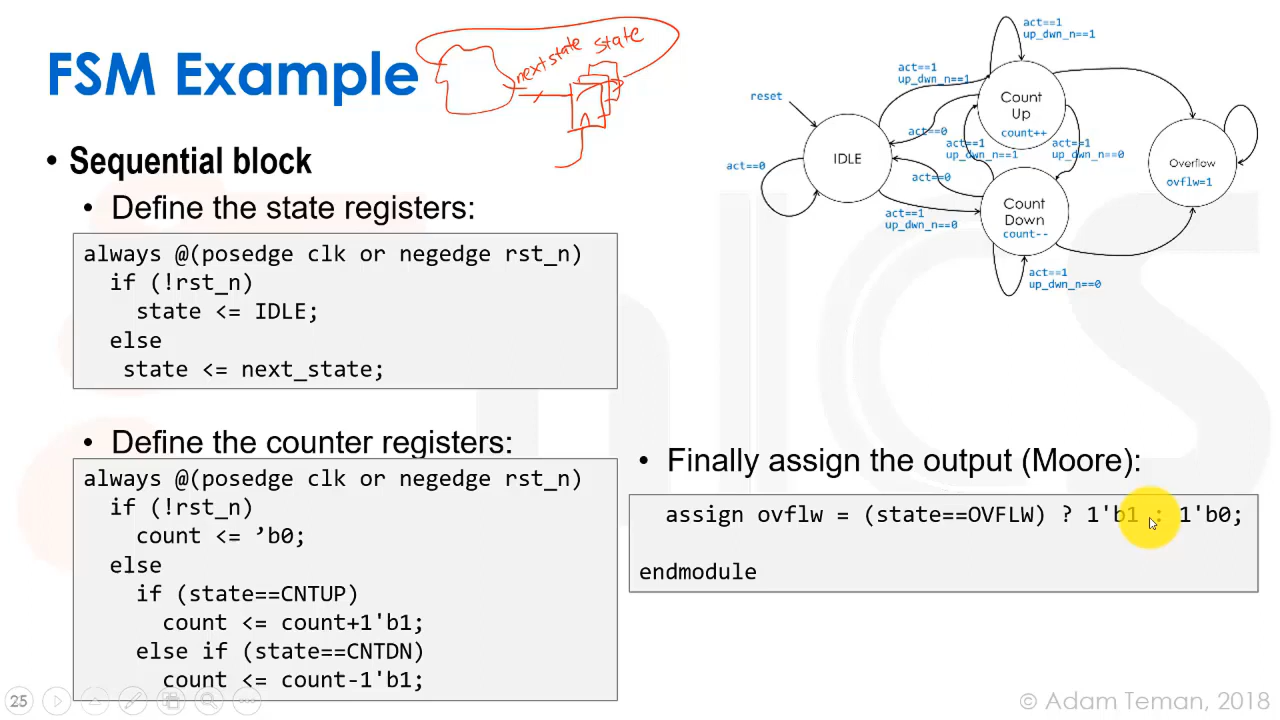 FSM Example
next state state
• Sequential block
• Define the state registers:
always @(posedge clk or negedge rst_n)
if (!rst_n)
state <= IDLE;
else
state <= next_state;
• Define the counter registers:
always @(posedge clk or negedge rst_n)
if (!rst_n)
count <= ’b0;
else
if (state==CNTUP)
count <= count+1'b1;
else if (state==CNTDN)
count <= count-1'b1;
act==1
up_dwn_n==1
act==1
up_dwn_n==1
reset
Count
Up
count++
act==0
act==1
up_dwn_n==1
act==1
up_dwn_n==0
IDLE
act==0
act==0
Overflow
ovflw=1
act==1
up_dwn_n==0
Count
Down
count--
act==1
up_dwn_n==0
• Finally assign the output (Moore):
assign ovflw = (state==OVFLW) ? 1'b1 : 1'b0;
endmodule
25
© Adam Teman, 2018